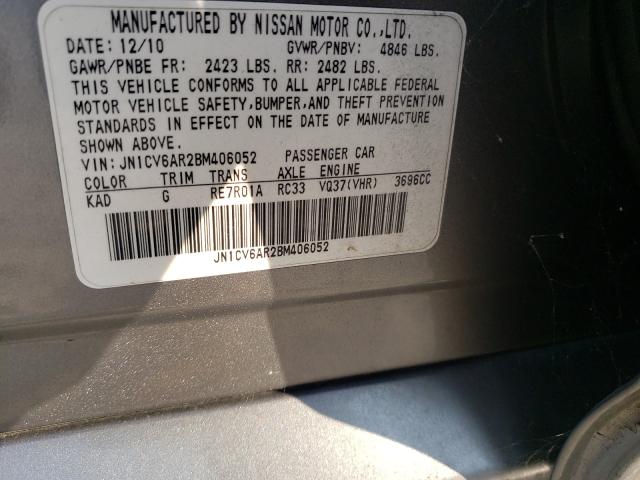 MANUFACTURED BY NISSAN MOTOR CO.,LTD.
DATE: 12/10 GVWR/PNBV: 4846 LBS.
GAWR/PNBE FR: 2423 LBS. RR: 2482 LBS.
THIS VEHICLE CONFORMS TO ALL APPLICABLE FEDERAL
MOTOR VEHICLE SAFETY,BUMPER,AND THEFT PREVENTION
STANDARDS IN EFFECT ON THE DATE OF MANUFACTURE
SHOWN ABOVE.
VIN: JN1CV6AR2BM406052 PASSENGER CAR
COLOR TRIM TRANS AXLE ENGINE
KAD G RE7R01A RC33 VQ37(VHR) 3696CC
JN1CV6AR2BM406052